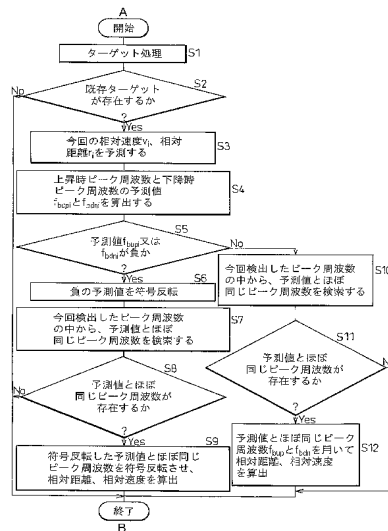 A
開始
ターゲット処理
S1
S2
No
既存ターゲット
が存在するか
?
Yes
S3
今回の相対速度vi、相対
距離riを予測する
S4
上昇時ピーク周波数と下降時
ピーク周波数の予測値
fbupiとfbdniを算出する
S5
予測値fbupi又は
fbdniが負か
No
?
Yes
S6
負の予測値を符号反転
S7
今回検出したピーク周波数
の中から、予測値とほぼ
同じピーク周波数を検索する
S8
No
予測値とほぼ
同じピーク周波数が
存在するか
?
Yes
S9
符号反転した予測値とほぼ同じ
ピーク周波数を符号反転させ、
相対距離、相対速度を算出
S10
今回検出したピーク周波数
の中から、予測値とほぼ
同じピーク周波数を検索する
S11
予測値とほぼ
同じピーク周波数が
存在するか
?
Yes
S12
予測値とほぼ同じピーク
周波数fbupとfbdnを用いて
相対距離、相対速度
を算出
終了
B